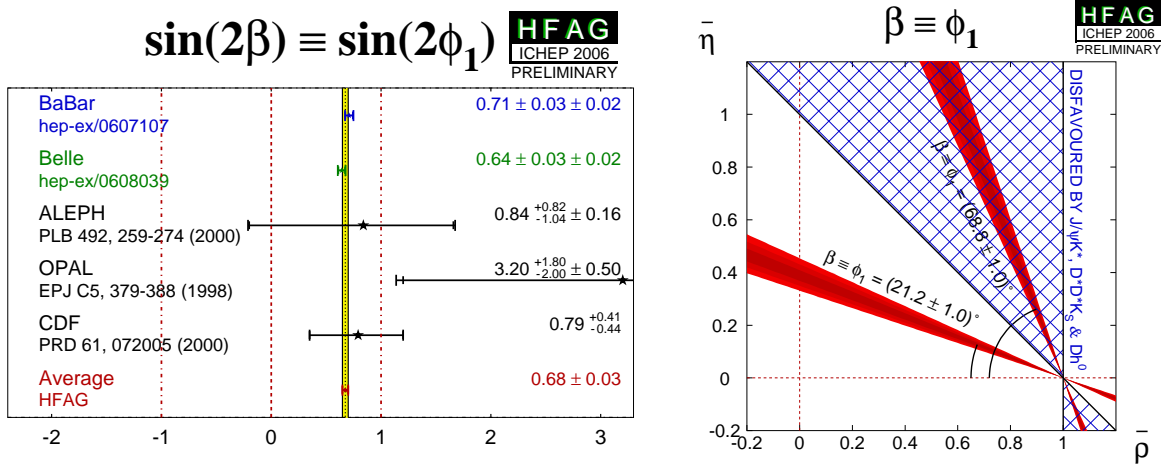 sin(2β) ≡ sin(2ϕ₁)
HFAG
ICHEP 2006
PRELIMINARY
BaBar
hep-ex/0607107
0.71 ± 0.03 ± 0.02
Belle
hep-ex/0608039
0.64 ± 0.03 ± 0.02
ALEPH
PLB 492, 259-274 (2000)
0.84 +0.82 -1.04 ± 0.16
OPAL
EPJ C5, 379-388 (1998)
3.20 +1.80 -2.00 ± 0.50
CDF
PRD 61, 072005 (2000)
0.79 +0.41 -0.44
Average
HFAG
0.68 ± 0.03
-2 -1 0 1 2 3
β ≡ ϕ₁
HFAG
ICHEP 2006
PRELIMINARY
η̄
1
0.8
0.6
0.4
0.2
0
-0.2
β ≡ ϕ₁ = (68.8 ± 1.0)°
β ≡ ϕ₁ = (21.2 ± 1.0)°
DISFAVOURED BY J/ψK*, D*D*Kₛ & Dh⁰
-0.2 0 0.2 0.4 0.6 0.8 1
ρ̄